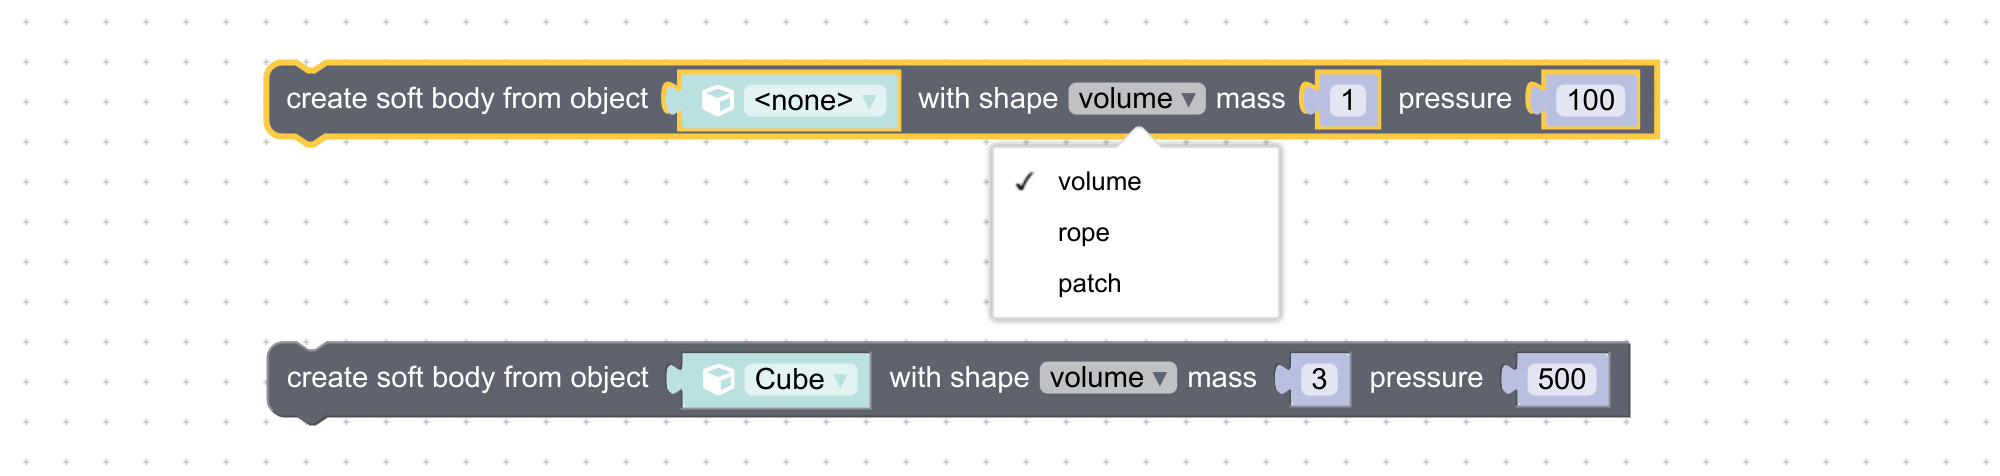 create soft body from object <none> ▼ with shape volume ▼ mass 1 pressure 100
✓ volume
rope
patch
create soft body from object Cube ▼ with shape volume ▼ mass 3 pressure 500